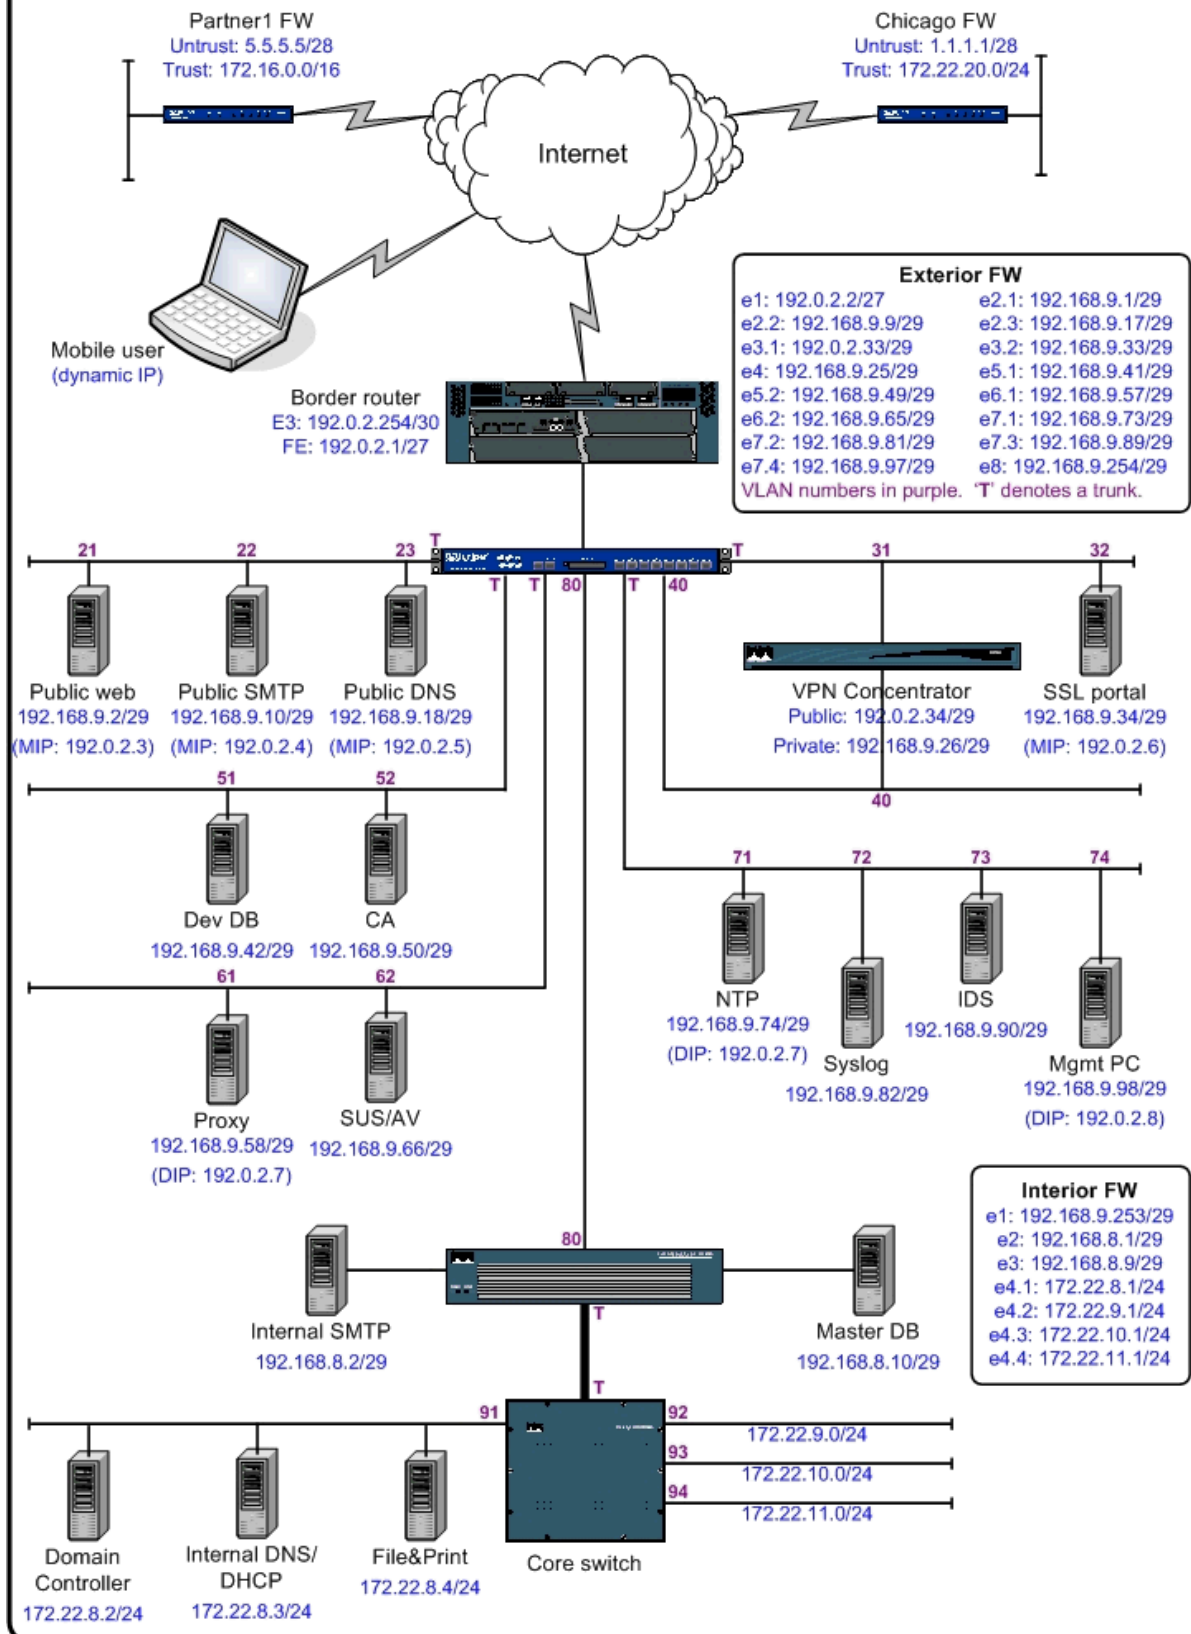 Partner1 FW
Untrust: 5.5.5.5/28
Trust: 172.16.0.0/16
Chicago FW
Untrust: 1.1.1.1/28
Trust: 172.22.20.0/24
Internet
Mobile user
(dynamic IP)
Border router
E3: 192.0.2.254/30
FE: 192.0.2.1/27
Exterior FW
e1: 192.0.2.2/27 e2.1: 192.168.9.1/29
e2.2: 192.168.9.9/29 e2.3: 192.168.9.17/29
e3.1: 192.0.2.33/29 e3.2: 192.168.9.33/29
e4: 192.168.9.25/29 e5.1: 192.168.9.41/29
e5.2: 192.168.9.49/29 e6.1: 192.168.9.57/29
e6.2: 192.168.9.65/29 e7.1: 192.168.9.73/29
e7.2: 192.168.9.81/29 e7.3: 192.168.9.89/29
e7.4: 192.168.9.97/29 e8: 192.168.9.254/29
VLAN numbers in purple. 'T' denotes a trunk.
21 22 23 T T 31 32
T T 80 T 40
Public web
192.168.9.2/29
(MIP: 192.0.2.3)
Public SMTP
192.168.9.10/29
(MIP: 192.0.2.4)
Public DNS
192.168.9.18/29
(MIP: 192.0.2.5)
VPN Concentrator
Public: 192.0.2.34/29
Private: 192.168.9.26/29
SSL portal
192.168.9.34/29
(MIP: 192.0.2.6)
51 52 40
Dev DB
192.168.9.42/29
CA
192.168.9.50/29
71 72 73 74
NTP
192.168.9.74/29
(DIP: 192.0.2.7)
Syslog
192.168.9.82/29
IDS
192.168.9.90/29
Mgmt PC
192.168.9.98/29
(DIP: 192.0.2.8)
61 62
Proxy
192.168.9.58/29
(DIP: 192.0.2.7)
SUS/AV
192.168.9.66/29
Interior FW
e1: 192.168.9.253/29
e2: 192.168.8.1/29
e3: 192.168.8.9/29
e4.1: 172.22.8.1/24
e4.2: 172.22.9.1/24
e4.3: 172.22.10.1/24
e4.4: 172.22.11.1/24
80
T
Internal SMTP
192.168.8.2/29
Master DB
192.168.8.10/29
T
91 92
172.22.9.0/24
93
172.22.10.0/24
94
172.22.11.0/24
Core switch
Domain
Controller
172.22.8.2/24
Internal DNS/
DHCP
172.22.8.3/24
File&Print
172.22.8.4/24